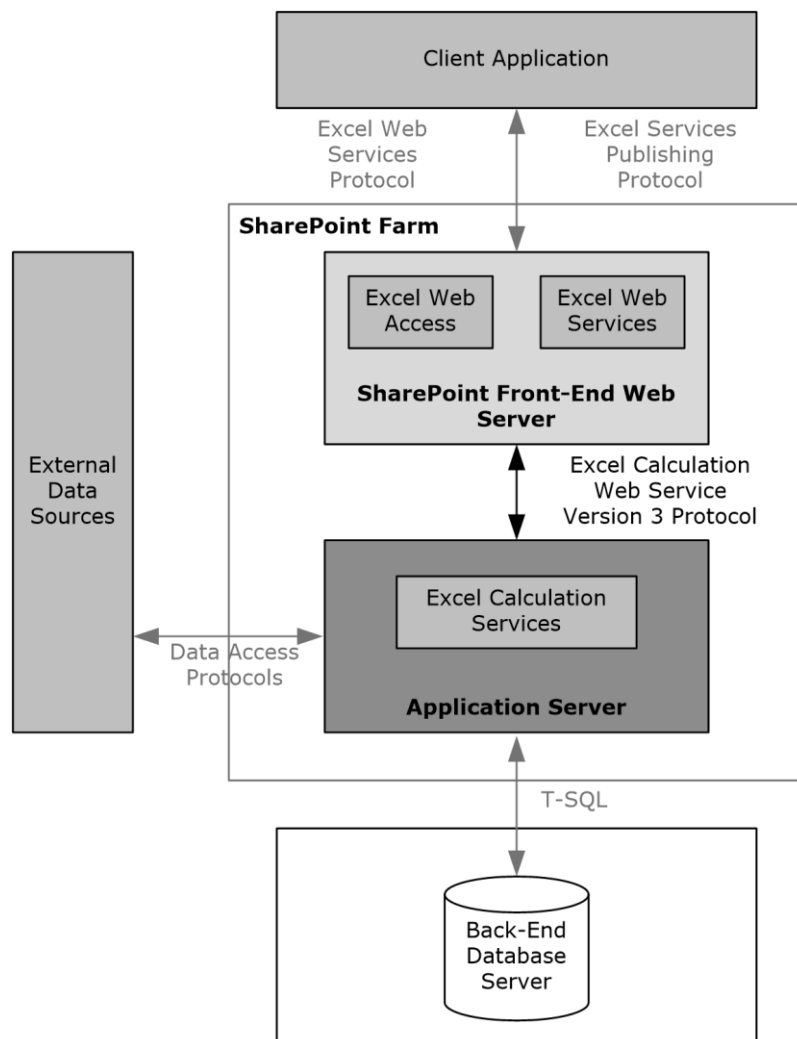 Client Application
Excel Web
Services
Protocol
Excel Services
Publishing
Protocol
SharePoint Farm
Excel Web
Access
Excel Web
Services
SharePoint Front-End Web
Server
External
Data
Sources
Excel Calculation
Web Service
Version 3 Protocol
Excel Calculation
Services
Data Access
Protocols
Application Server
T-SQL
Back-End
Database
Server